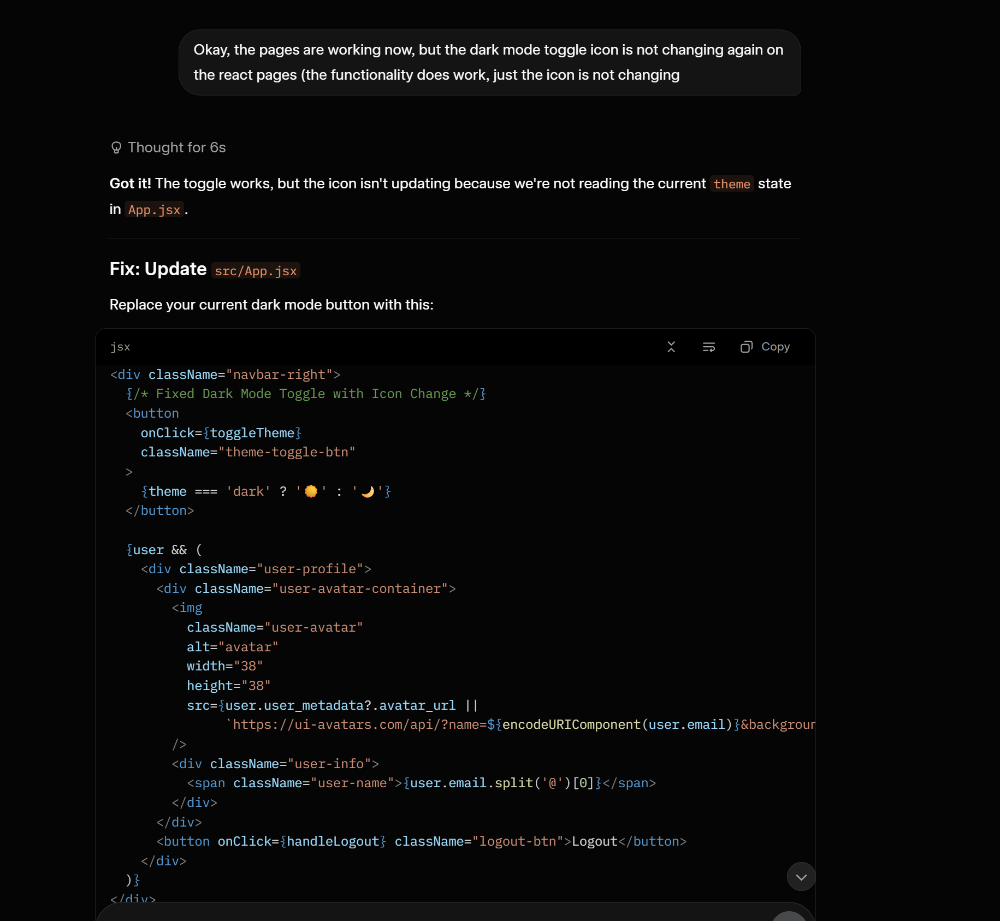 Okay, the pages are working now, but the dark mode toggle icon is not changing again on
the react pages (the functionality does work, just the icon is not changing
Thought for 6s
Got it! The toggle works, but the icon isn't updating because we're not reading the current theme state
in App.jsx.
Fix: Update src/App.jsx
Replace your current dark mode button with this:
jsx
Copy
<div className="navbar-right">
  {/* Fixed Dark Mode Toggle with Icon Change */}
  <button
    onClick={toggleTheme}
    className="theme-toggle-btn"
  >
    {theme === 'dark' ? '☀️' : '🌙'}
  </button>

  {user && (
    <div className="user-profile">
      <div className="user-avatar-container">
        <img
          className="user-avatar"
          alt="avatar"
          width="38"
          height="38"
          src={user.user_metadata?.avatar_url ||
               `https://ui-avatars.com/api/?name=${encodeURIComponent(user.email)}&backgroun
        />
        <div className="user-info">
          <span className="user-name">{user.email.split('@')[0]}</span>
        </div>
      </div>
      <button onClick={handleLogout} className="logout-btn">Logout</button>
    </div>
  )}
</div>